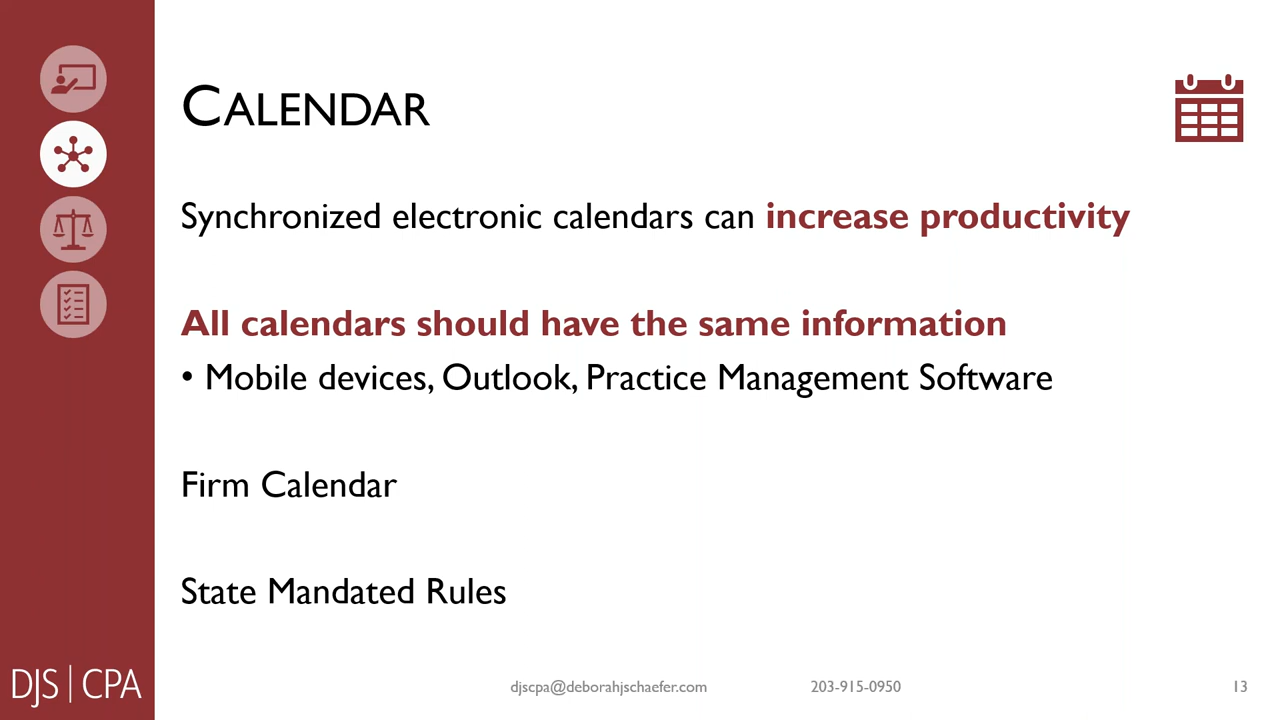 CALENDAR
Synchronized electronic calendars can increase productivity
All calendars should have the same information
• Mobile devices, Outlook, Practice Management Software
Firm Calendar
State Mandated Rules
DJS | CPA
djscpa@deborahjschaefer.com
203-915-0950
13